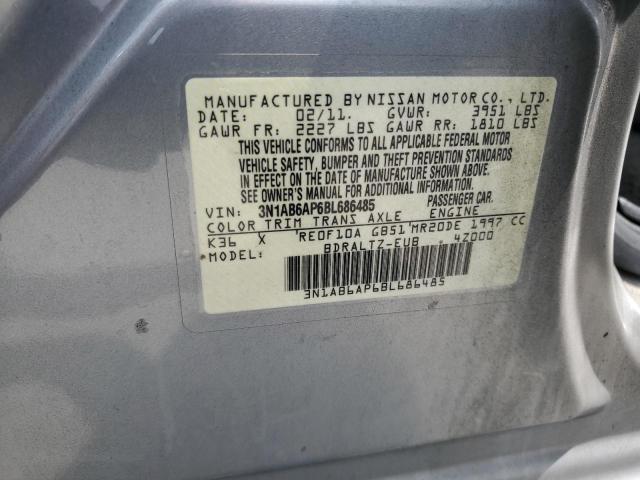 MANUFACTURED BY NISSAN MOTOR CO., LTD.
DATE: 02/11. GVWR: 3951 LBS
GAWR FR: 2227 LBS GAWR RR: 1810 LBS
THIS VEHICLE CONFORMS TO ALL APPLICABLE FEDERAL MOTOR
VEHICLE SAFETY, BUMPER AND THEFT PREVENTION STANDARDS
IN EFFECT ON THE DATE OF MANUFACTURE SHOWN ABOVE.
SEE OWNER'S MANUAL FOR ADDITIONAL INFORMATION
VIN: 3N1AB6AP6BL686485 PASSENGER CAR.
COLOR TRIM TRANS AXLE ENGINE
K36 X RE0F10A GB51 MR20DE 1997 CC
MODEL: BDRALTZ-EUB 4Z000
3N1AB6AP6BL686485